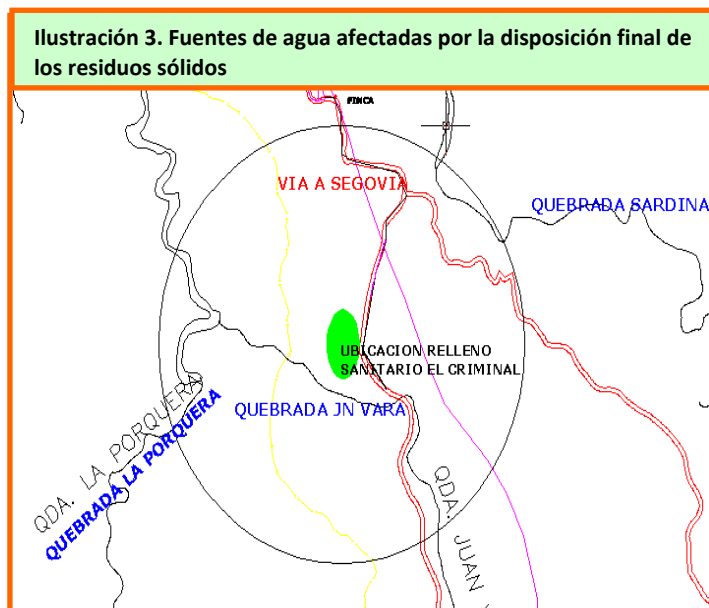 Ilustración 3. Fuentes de agua afectadas por la disposición final de
los residuos sólidos
FINCA
VIA A SEGOVIA
QUEBRADA SARDINA
UBICACION RELLENO
SANITARIO EL CRIMINAL
QUEBRADA JN VARA
QDA. LA PORQUERA
QUEBRADA LA PORQUERA
QDA. JUAN